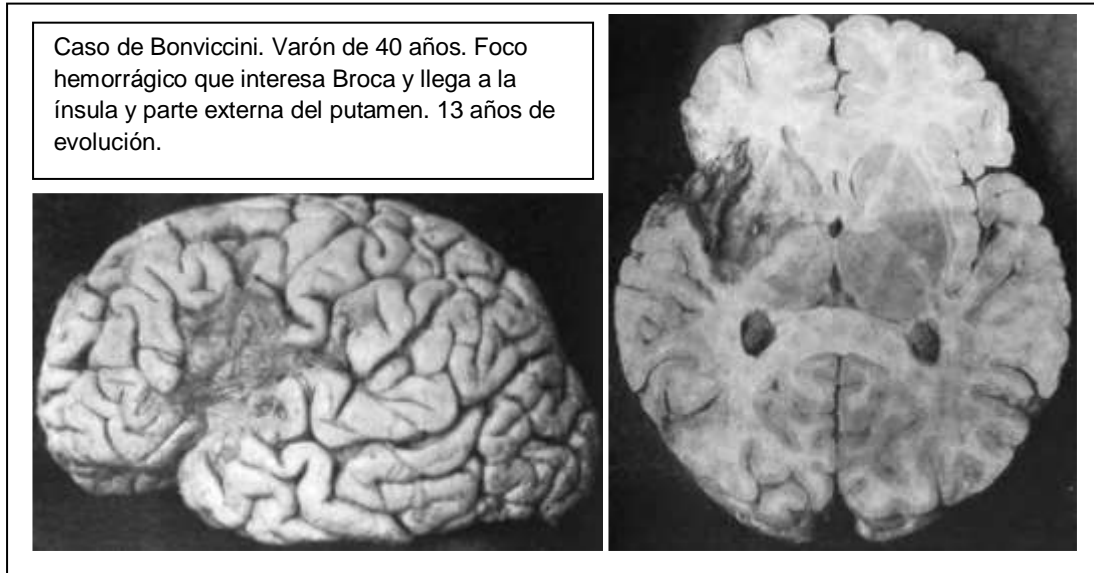 Caso de Bonviccini. Varón de 40 años. Foco
hemorrágico que interesa Broca y llega a la
ínsula y parte externa del putamen. 13 años de
evolución.